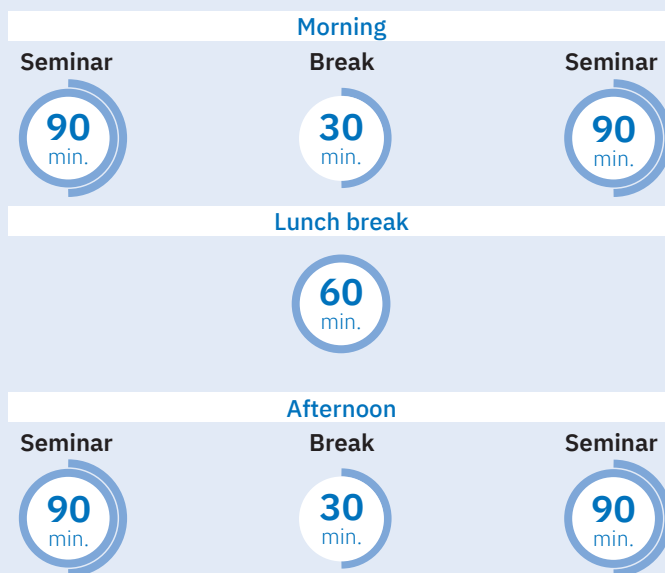 Morning
Seminar Break Seminar
90 30 90
min. min. min.
Lunch break
60
min.
Afternoon
Seminar Break Seminar
90 30 90
min. min. min.